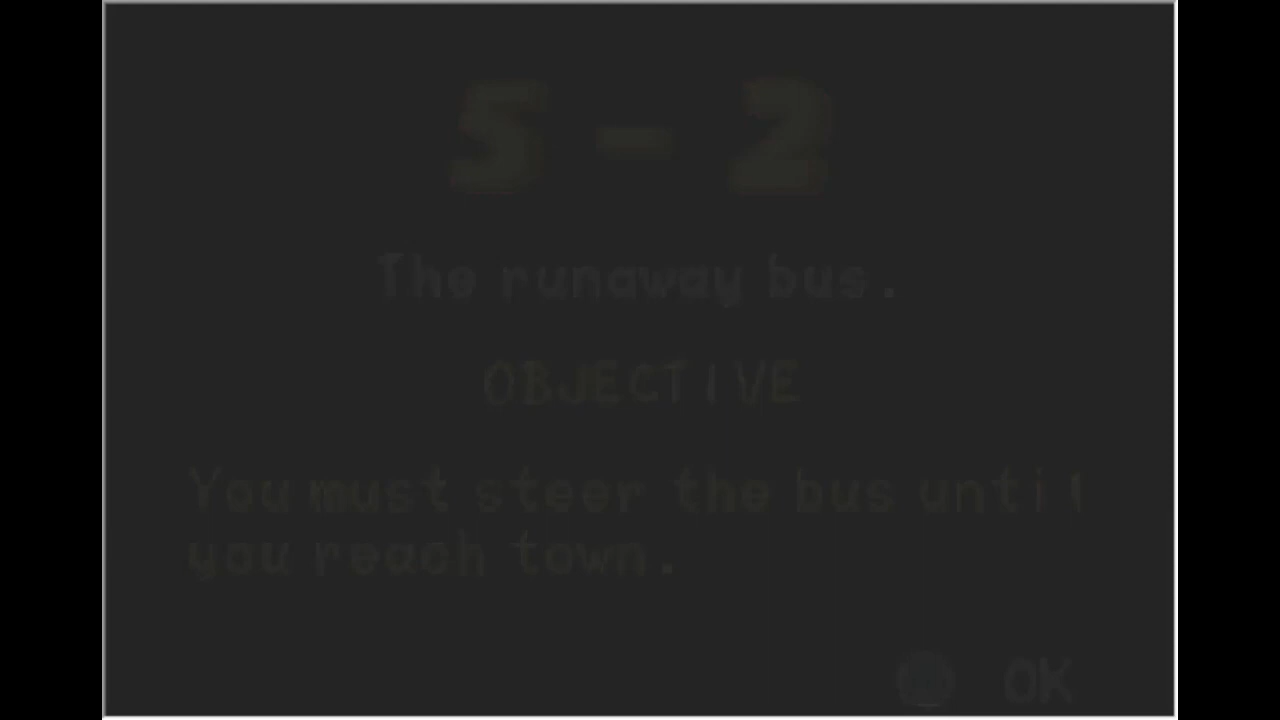 5 - 2
The runaway bus.
OBJECTIVE
You must steer the bus until
you reach town.
OK